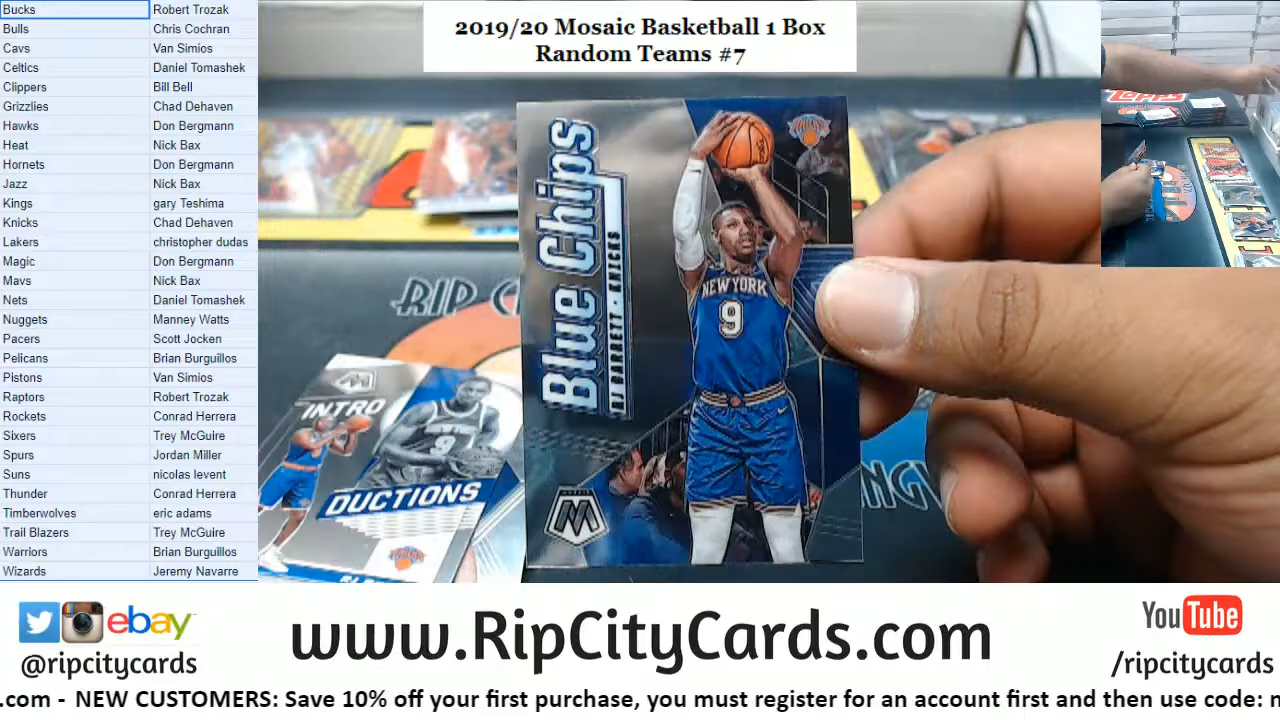 Bucks Robert Trozak
Bulls Chris Cochran
Cavs Van Simios
Celtics Daniel Tomashek
Clippers Bill Bell
Grizzlies Chad Dehaven
Hawks Don Bergmann
Heat Nick Bax
Hornets Don Bergmann
Jazz Nick Bax
Kings gary Teshima
Knicks Chad Dehaven
Lakers christopher dudas
Magic Don Bergmann
Mavs Nick Bax
Nets Daniel Tomashek
Nuggets Manney Watts
Pacers Scott Jocken
Pelicans Brian Burguillos
Pistons Van Simios
Raptors Robert Trozak
Rockets Conrad Herrera
Sixers Trey McGuire
Spurs Jordan Miller
Suns nicolas levent
Thunder Conrad Herrera
Timberwolves eric adams
Trail Blazers Trey McGuire
Warriors Brian Burguillos
Wizards Jeremy Navarre
2019/20 Mosaic Basketball 1 Box
Random Teams #7
Blue Chips
RJ BARRETT · KNICKS
NEW YORK
9
MOSAIC
M
RIP C
INTRO
DUCTIONS
NEW YORK
9
TOPPS
ebay
@ripcitycards
www.RipCityCards.com
YouTube
/ripcitycards
.com - NEW CUSTOMERS: Save 10% off your first purchase, you must register for an account first and then use code: n